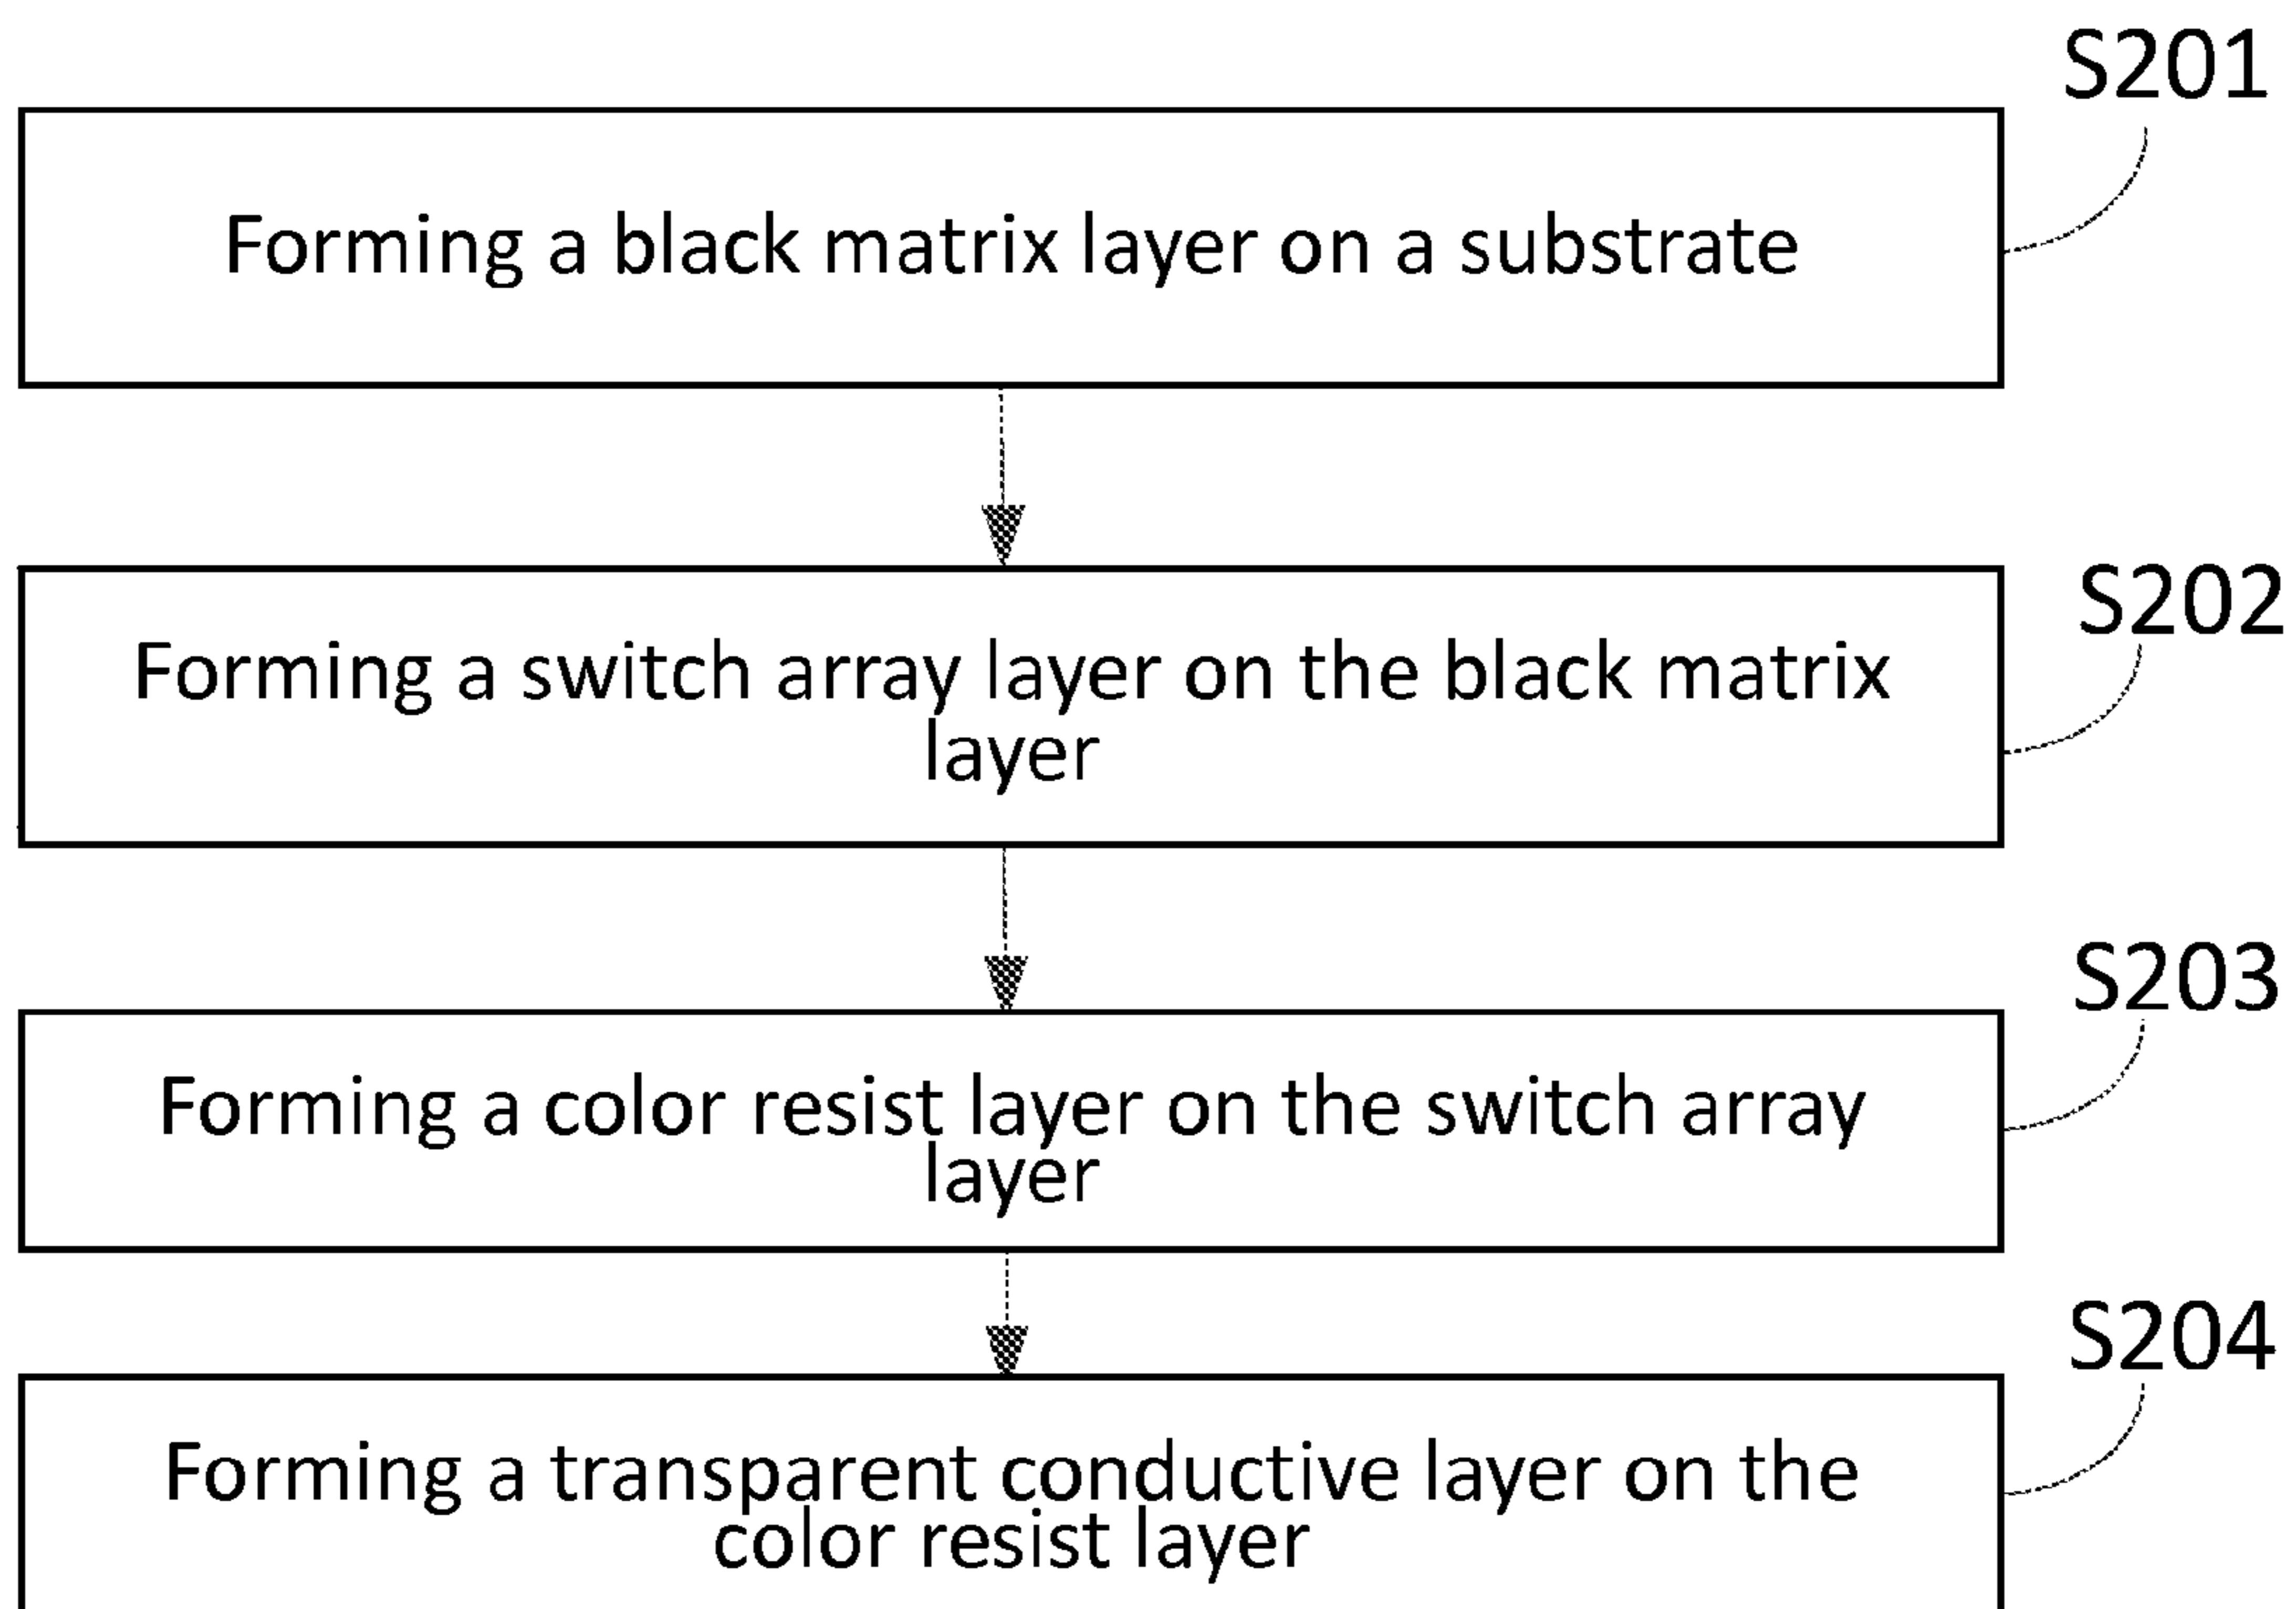 S201
Forming a black matrix layer on a substrate
S202
Forming a switch array layer on the black matrix
layer
S203
Forming a color resist layer on the switch array
layer
S204
Forming a transparent conductive layer on the
color resist layer